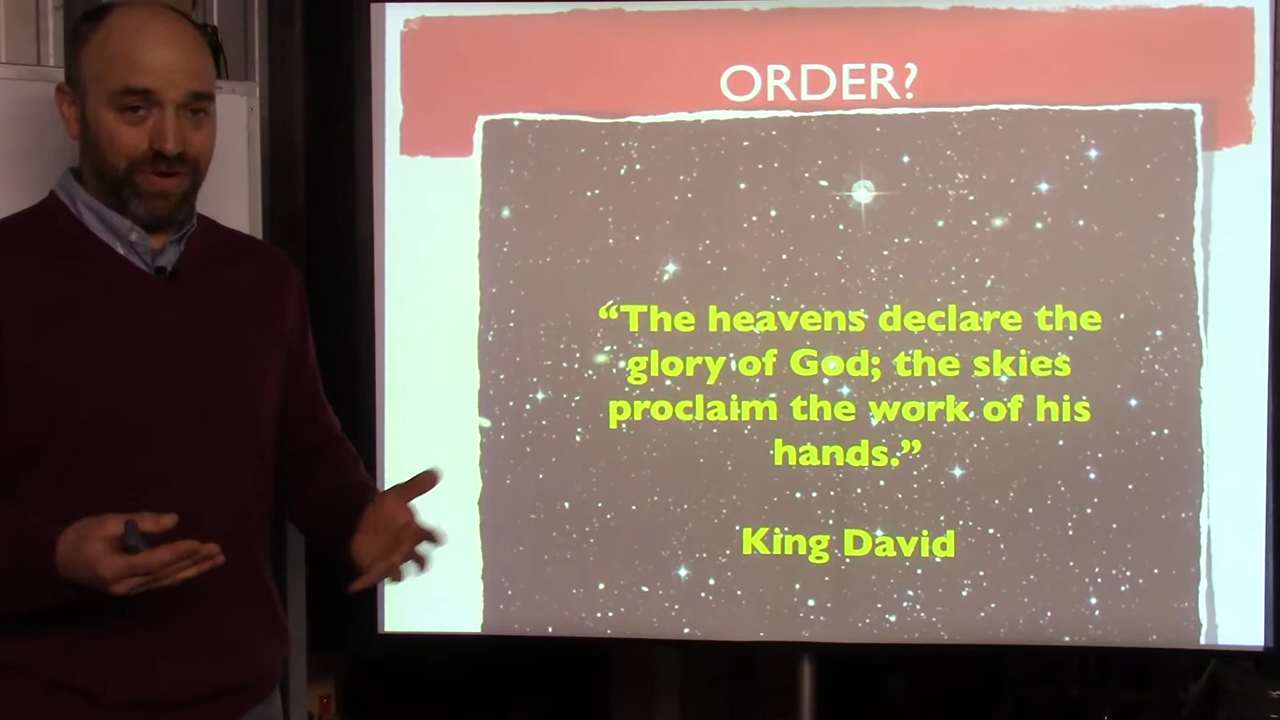 ORDER?
“The heavens declare the
glory of God; the skies
proclaim the work of his
hands.”
King David